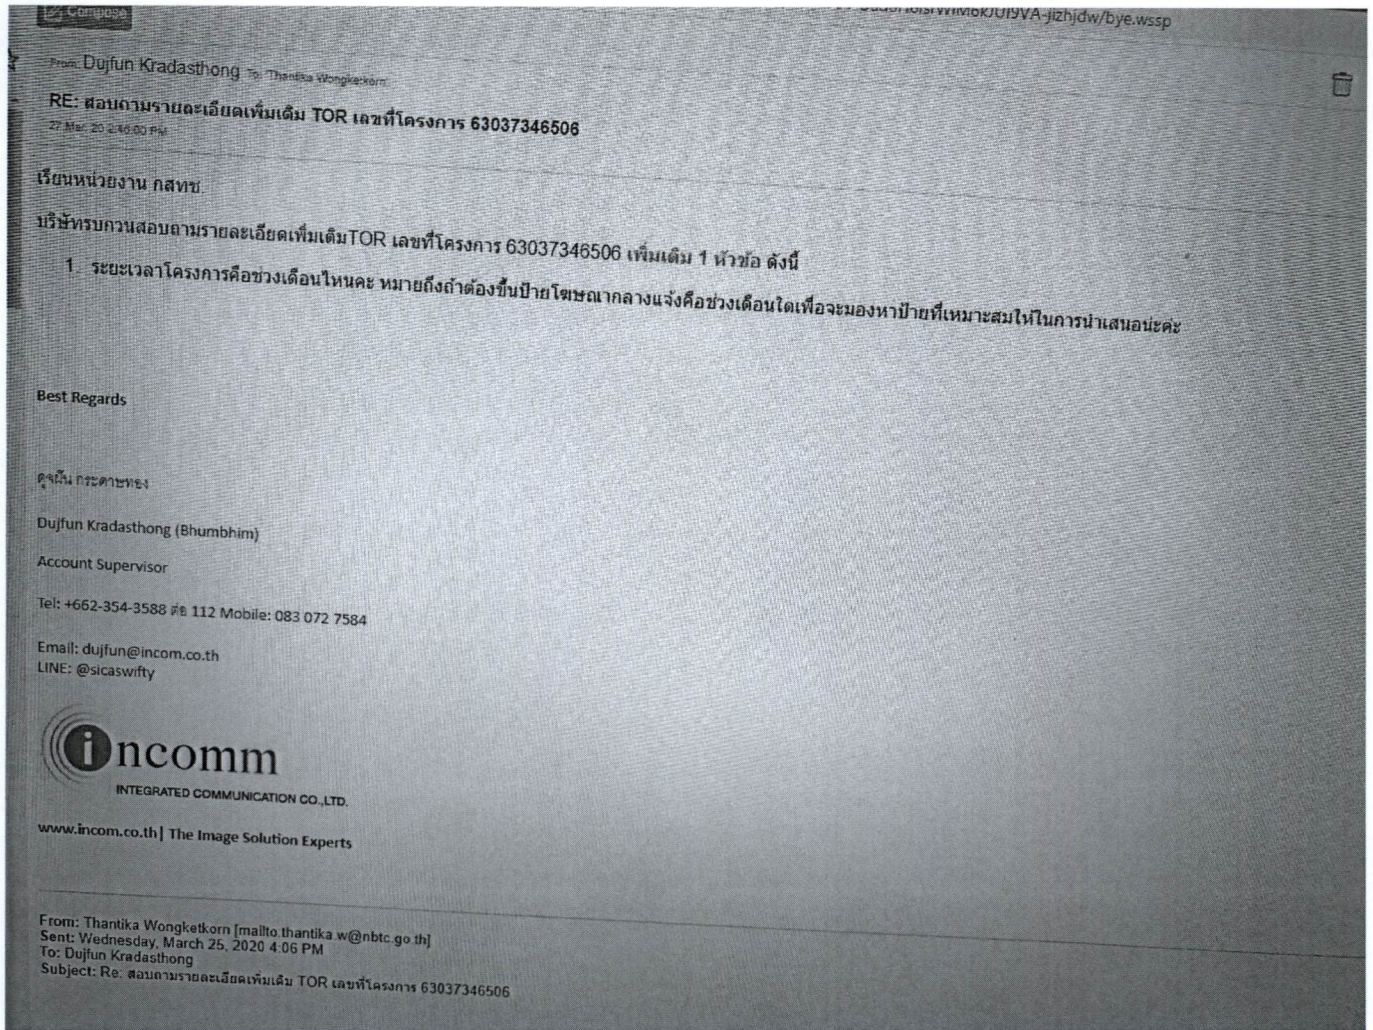 Compose
jizhjdw/bye.wssp
From: Dujfun Kradasthong To: Thantika Wongketkorn
RE: สอบถามรายละเอียดเพิ่มเติม TOR เลขที่โครงการ 63037346506
27 Mar, 20 2:46:00 PM
เรียนหน่วยงาน กสทช.
บริษัทรบกวนสอบถามรายละเอียดเพิ่มเติมTOR เลขที่โครงการ 63037346506 เพิ่มเติม 1 หัวข้อ ดังนี้
1. ระยะเวลาโครงการคือช่วงเดือนไหนคะ หมายถึงถ้าต้องขึ้นป้ายโฆษณากลางแจ้งคือช่วงเดือนใดเพื่อจะมองหาป้ายที่เหมาะสมให้ในการนำเสนอน่ะค่ะ
Best Regards
ดุจฝัน กระดาษทอง
Dujfun Kradasthong (Bhumbhim)
Account Supervisor
Tel: +662-354-3588 ต่อ 112 Mobile: 083 072 7584
Email: dujfun@incom.co.th
LINE: @sicaswifty
incomm
INTEGRATED COMMUNICATION CO.,LTD.
www.incom.co.th| The Image Solution Experts
From: Thantika Wongketkorn [mailto:thantika.w@nbtc.go.th]
Sent: Wednesday, March 25, 2020 4:06 PM
To: Dujfun Kradasthong
Subject: Re: สอบถามรายละเอียดเพิ่มเติม TOR เลขที่โครงการ 63037346506